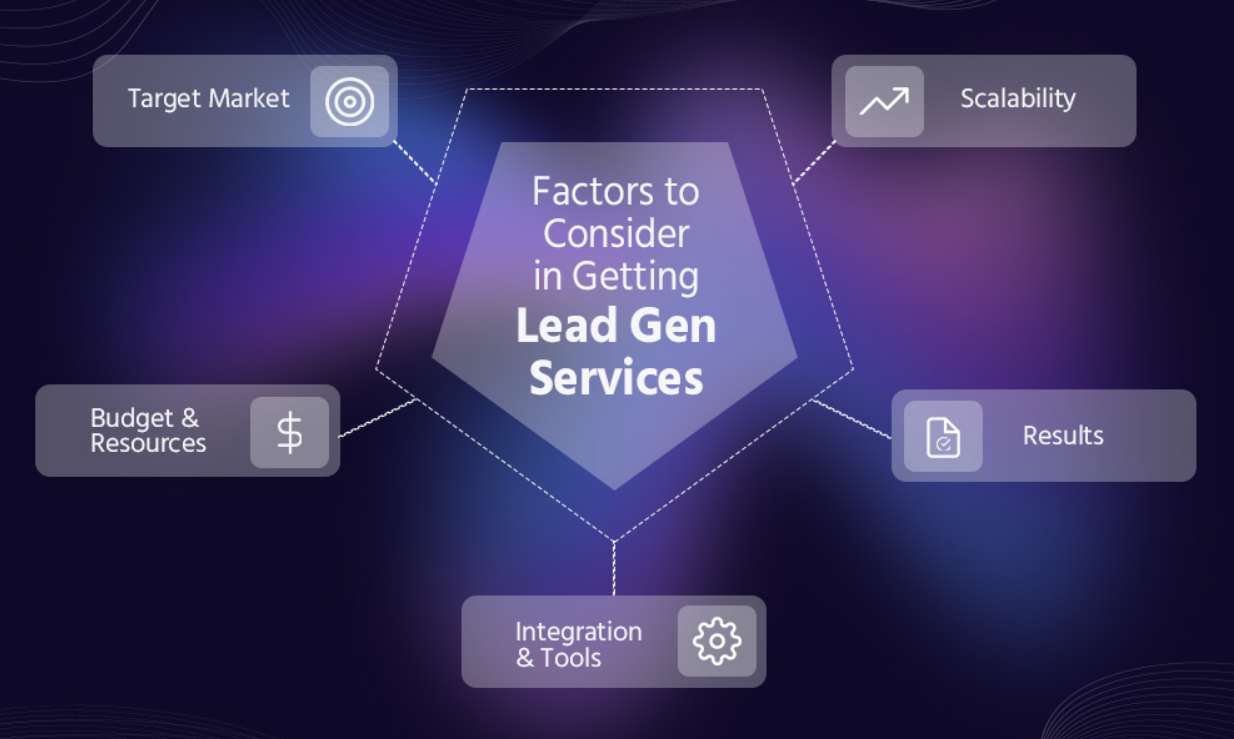 Target Market
Scalability
Factors to
Consider
in Getting
Lead Gen
Services
Budget &
Resources
Results
Integration
& Tools